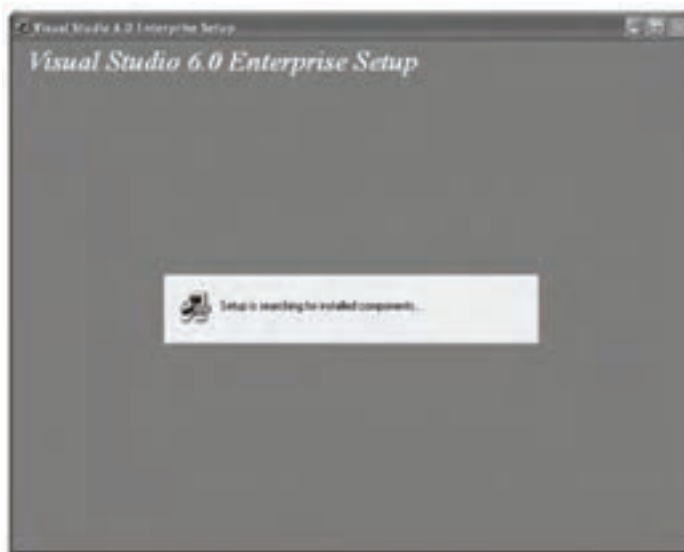 Visual Studio 6.0 Enterprise Setup
Visual Studio 6.0 Enterprise Setup
Setup is searching for installed components...